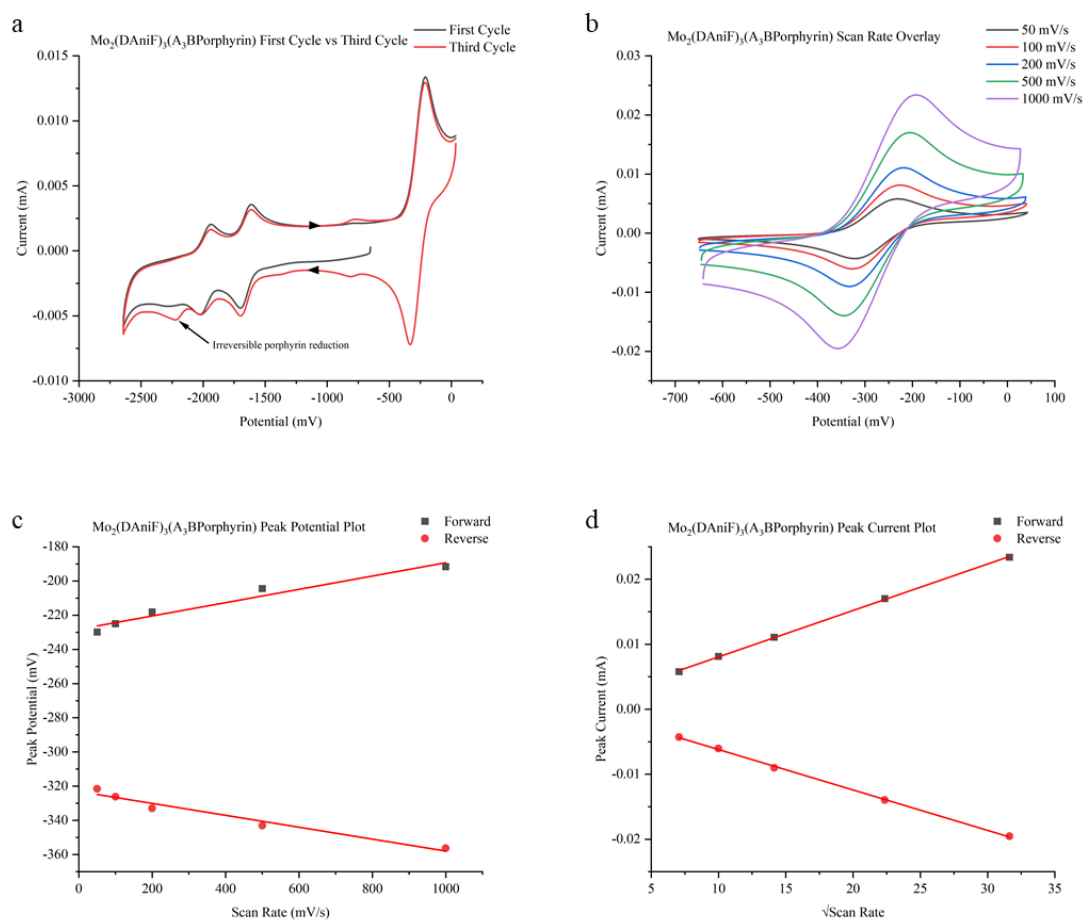 a
Mo₂(DAniF)₃(A₃BPorphyrin) First Cycle vs Third Cycle
First Cycle
Third Cycle
Current (mA)
0.015
0.010
0.005
0.000
-0.005
-0.010
Irreversible porphyrin reduction
-3000 -2500 -2000 -1500 -1000 -500 0
Potential (mV)
b
Mo₂(DAniF)₃(A₃BPorphyrin) Scan Rate Overlay
50 mV/s
100 mV/s
200 mV/s
500 mV/s
1000 mV/s
Current (mA)
0.03
0.02
0.01
0.00
-0.01
-0.02
-700 -600 -500 -400 -300 -200 -100 0 100
Potential (mV)
c
Mo₂(DAniF)₃(A₃BPorphyrin) Peak Potential Plot
Forward
Reverse
Peak Potential (mV)
-180
-200
-220
-240
-260
-280
-300
-320
-340
-360
0 200 400 600 800 1000
Scan Rate (mV/s)
d
Mo₂(DAniF)₃(A₃BPorphyrin) Peak Current Plot
Forward
Reverse
Peak Current (mA)
0.02
0.01
0.00
-0.01
-0.02
5 10 15 20 25 30 35
√Scan Rate